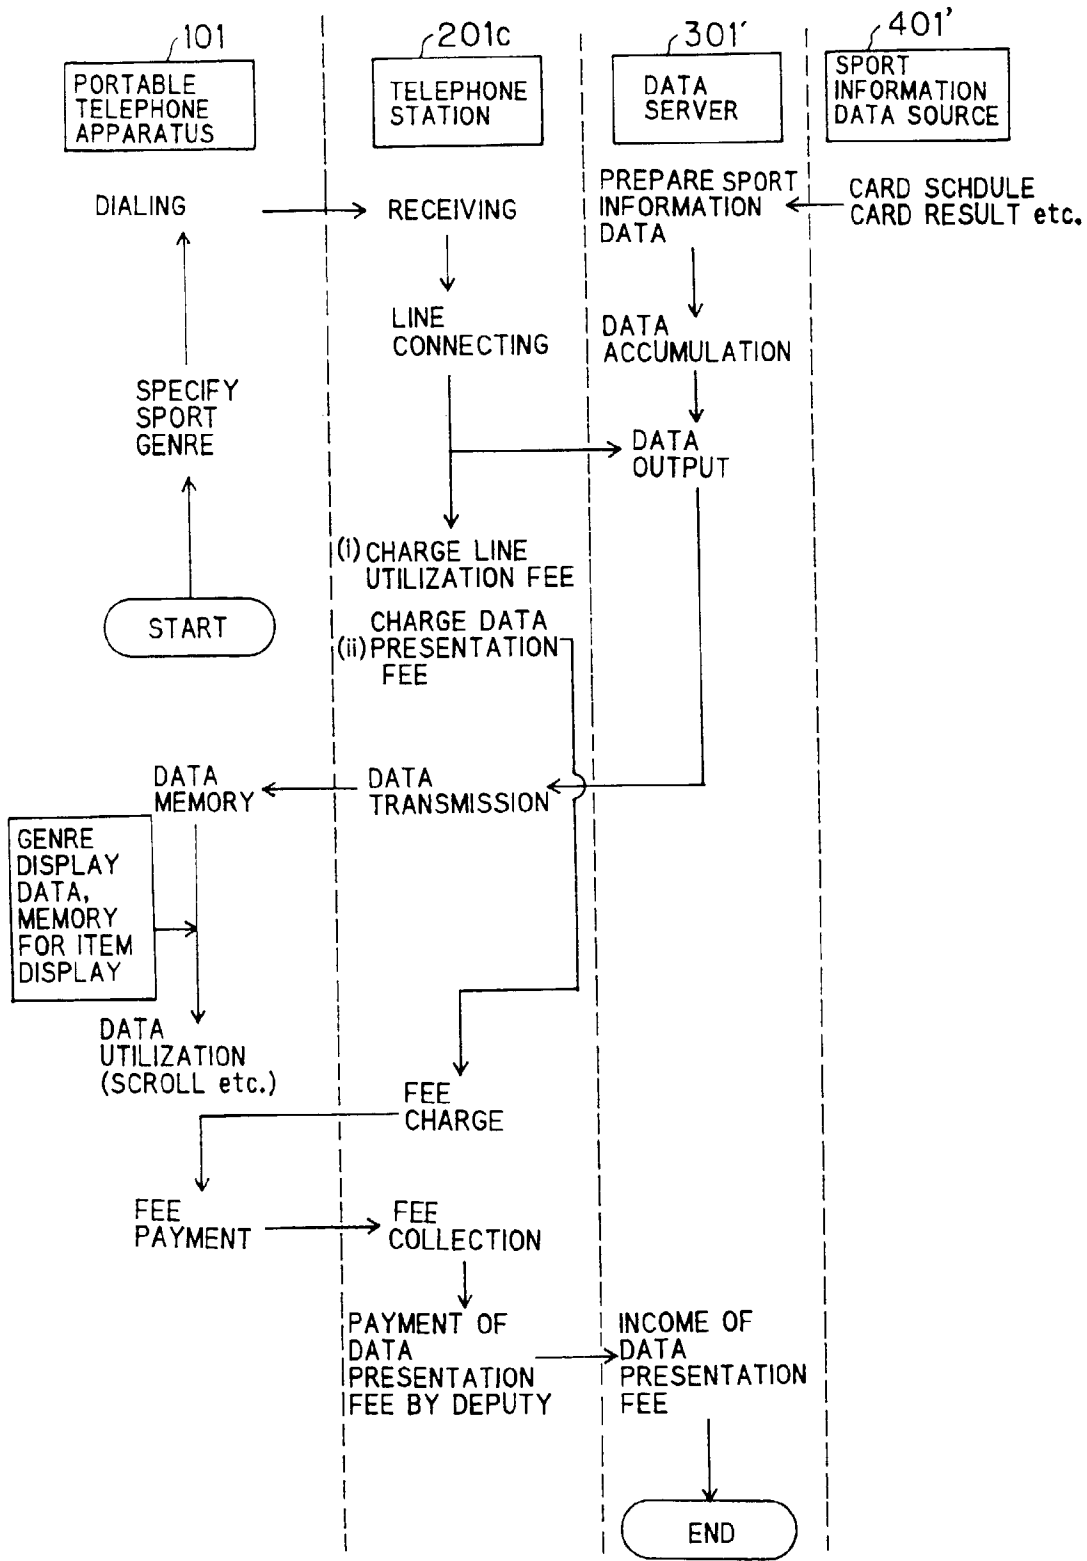 101
201c
301'
401'
PORTABLE
TELEPHONE
APPARATUS
TELEPHONE
STATION
DATA
SERVER
SPORT
INFORMATION
DATA SOURCE
DIALING
RECEIVING
PREPARE SPORT
INFORMATION
DATA
CARD SCHDULE
CARD RESULT etc.
LINE
CONNECTING
DATA
ACCUMULATION
SPECIFY
SPORT
GENRE
DATA
OUTPUT
(i) CHARGE LINE
UTILIZATION FEE
START
CHARGE DATA
(ii) PRESENTATION
FEE
DATA
MEMORY
DATA
TRANSMISSION
GENRE
DISPLAY
DATA,
MEMORY
FOR ITEM
DISPLAY
DATA
UTILIZATION
(SCROLL etc.)
FEE
CHARGE
FEE
PAYMENT
FEE
COLLECTION
PAYMENT OF
DATA
PRESENTATION
FEE BY DEPUTY
INCOME OF
DATA
PRESENTATION
FEE
END